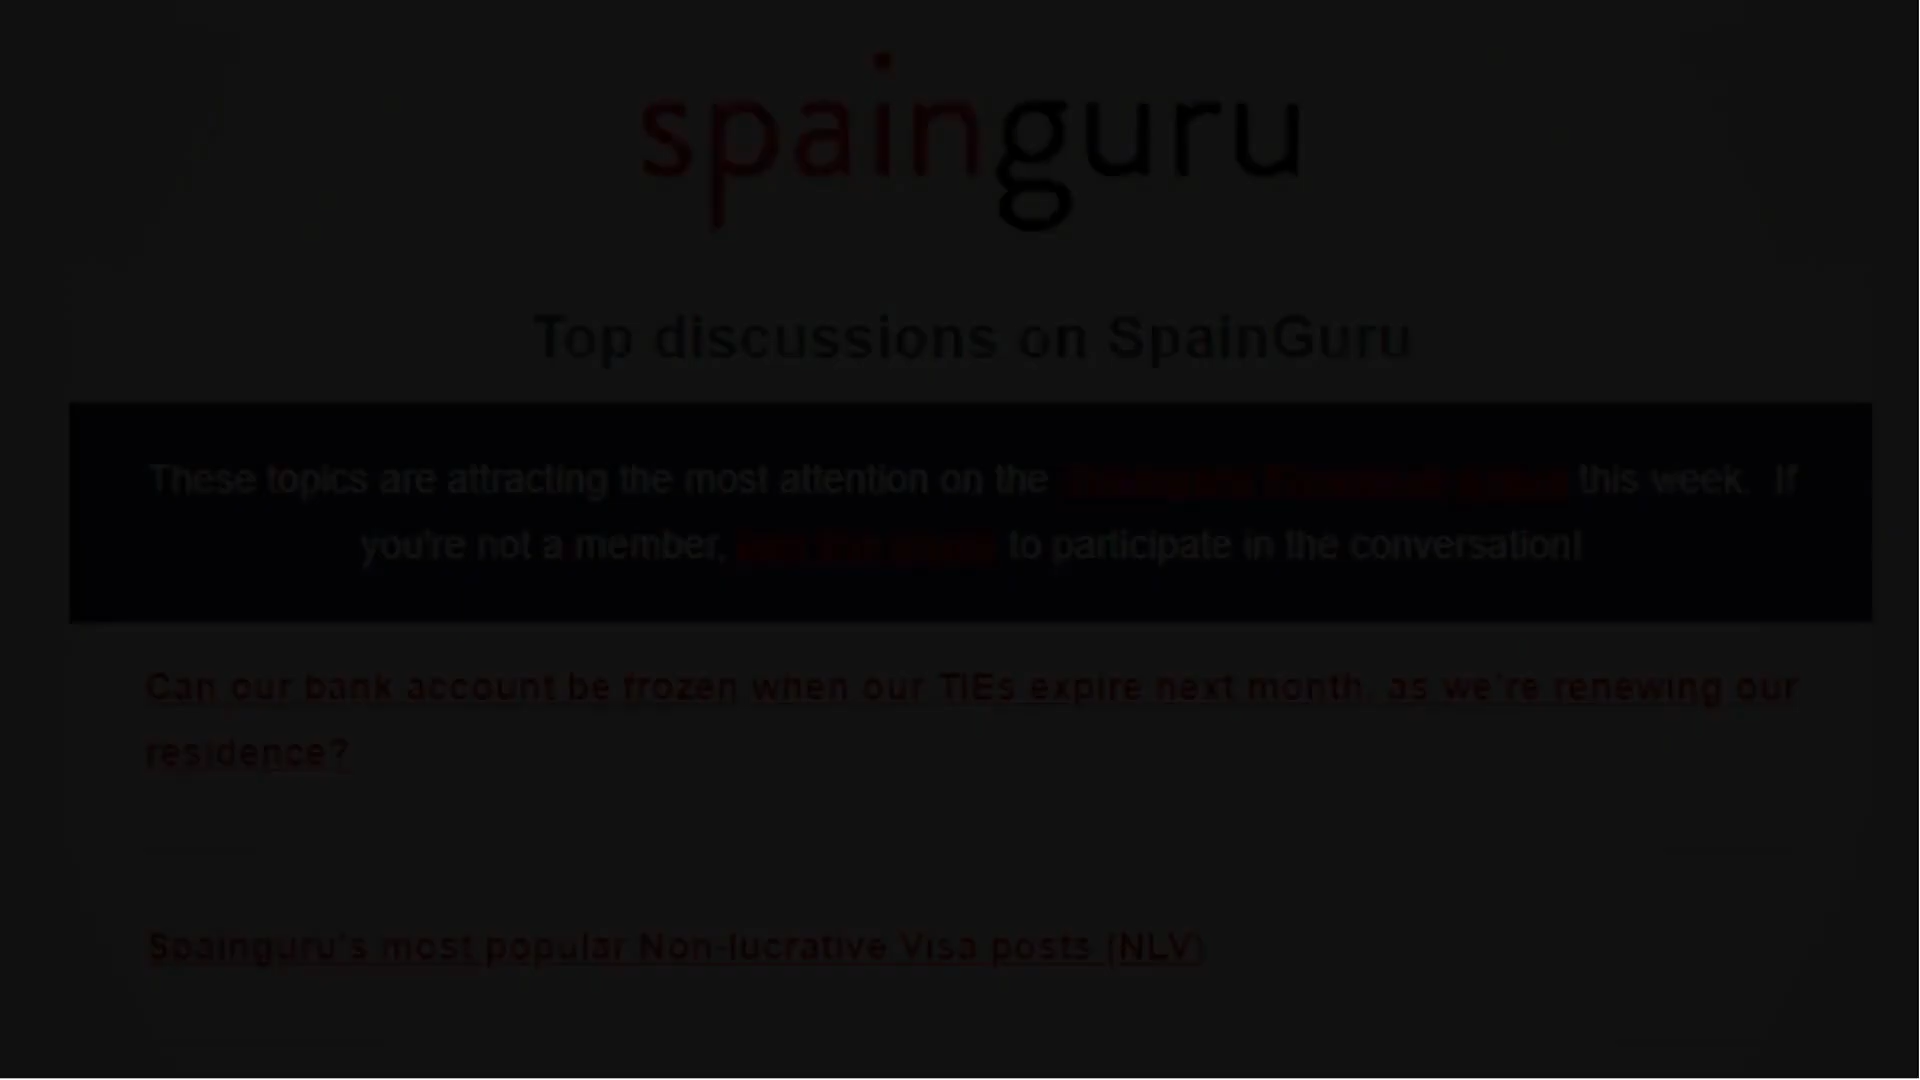 spainguru
Top discussions on SpainGuru
These topics are attracting the most attention on the this week. If
you're not a member, to participate in the conversation!
Can our bank account be frozen when our TIEs expire next month, as we're renewing our
residence?
Spainguru's most popular Non-lucrative Visa posts (NLV)